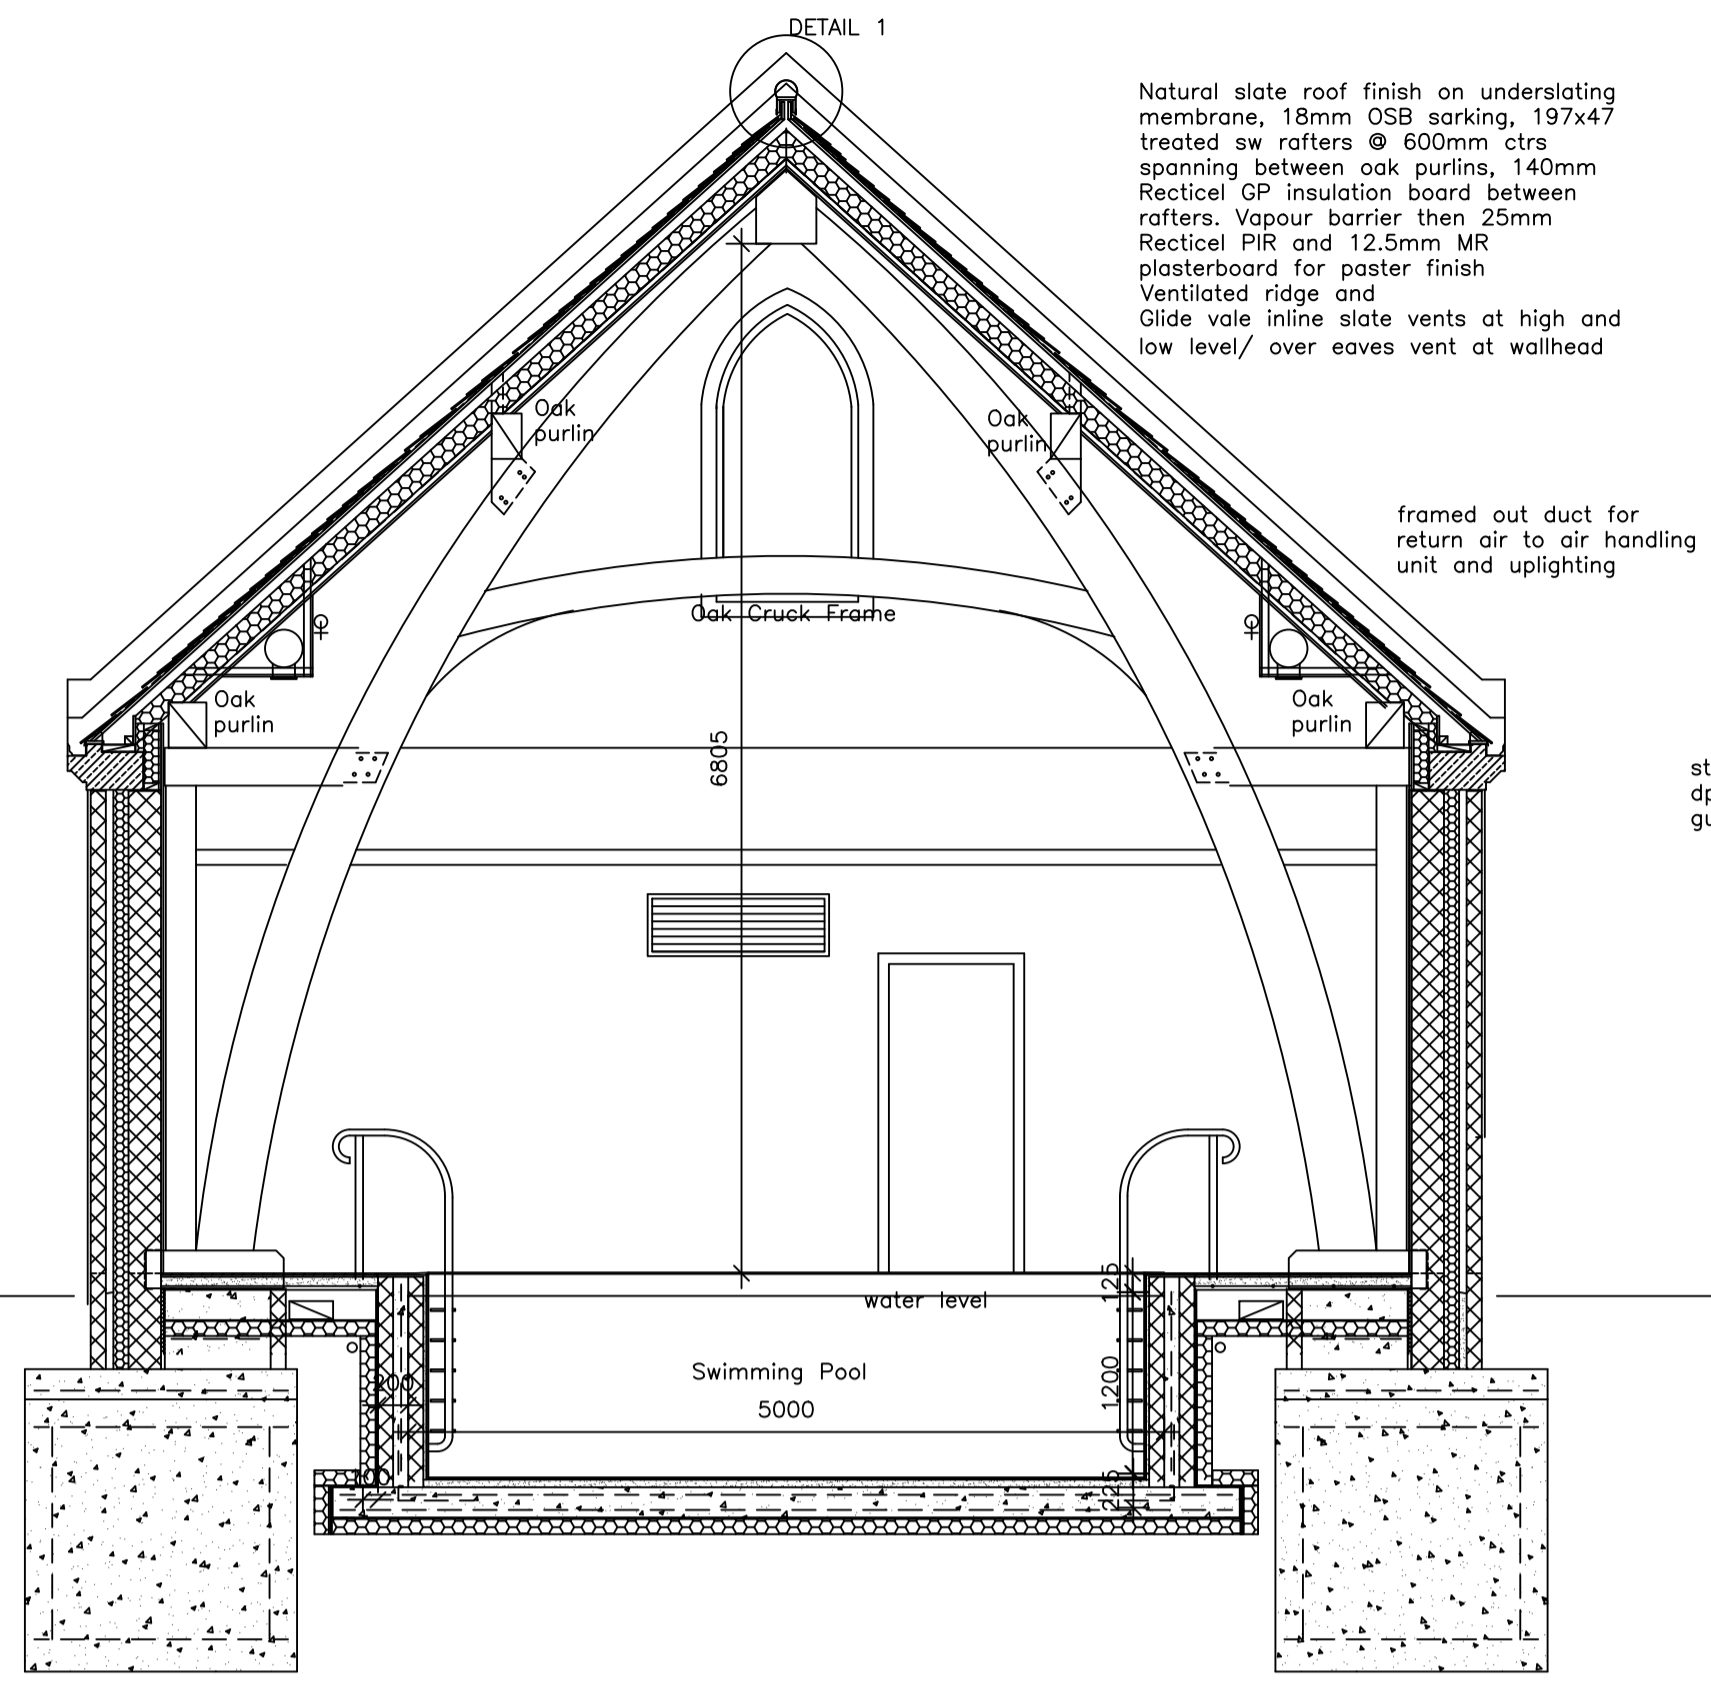 DETAIL 1
Natural slate roof finish on underslating
membrane, 18mm OSB sarking, 197x47
treated sw rafters @ 600mm ctrs
spanning between oak purlins, 140mm
Recticel GP insulation board between
rafters. Vapour barrier then 25mm
Recticel PIR and 12.5mm MR
plasterboard for paster finish
Ventilated ridge and
Glide vale inline slate vents at high and
low level/ over eaves vent at wallhead
Oak
purlin
Oak
purlin
framed out duct for
return air to air handling
unit and uplighting
Oak Cruck Frame
Oak
purlin
Oak
purlin
6805
st
dp
gu
125
water level
Swimming Pool
5000
1200
200
100
225